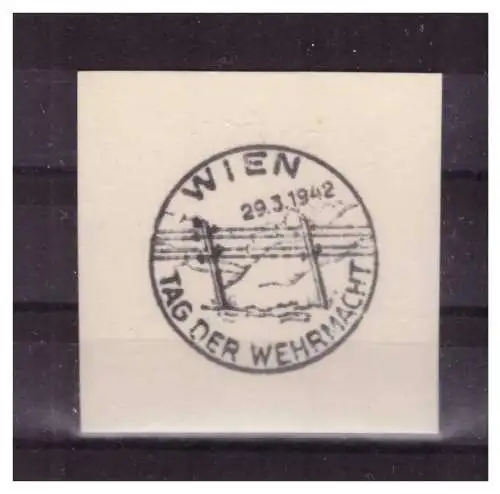 WIEN
29.3.1942
TAG DER WEHRMACHT